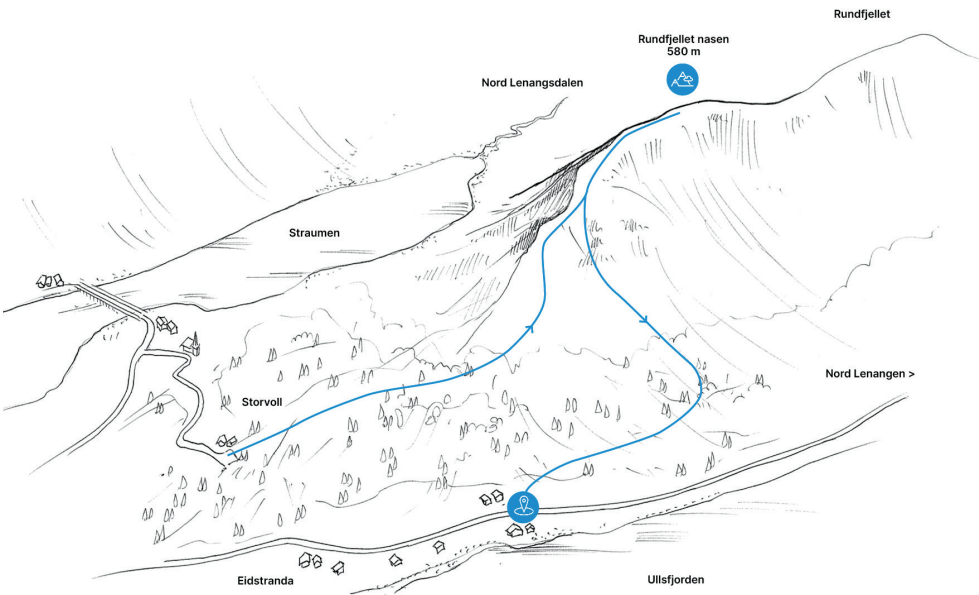 Rundfjellet
Rundfjellet nasen
580 m
Nord Lenangsdalen
Straumen
Nord Lenangen >
Storvoll
Eidstranda
Ullsfjorden